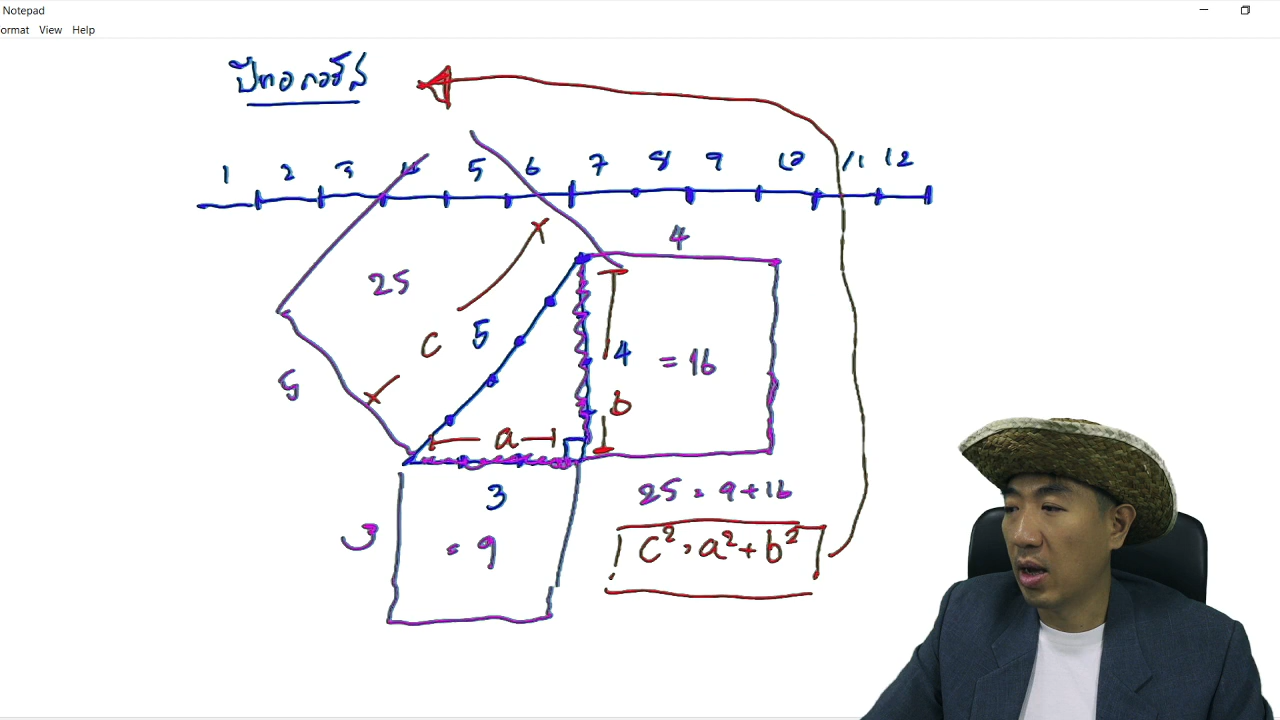 Notepad
ormat View Help
ปีทอกอรัส
1 2 3 4 5 6 7 8 9 10 11 12
4
25
C 5
5
4 = 16
b
a
3
3
= 9
25 = 9+16
c² = a² + b²